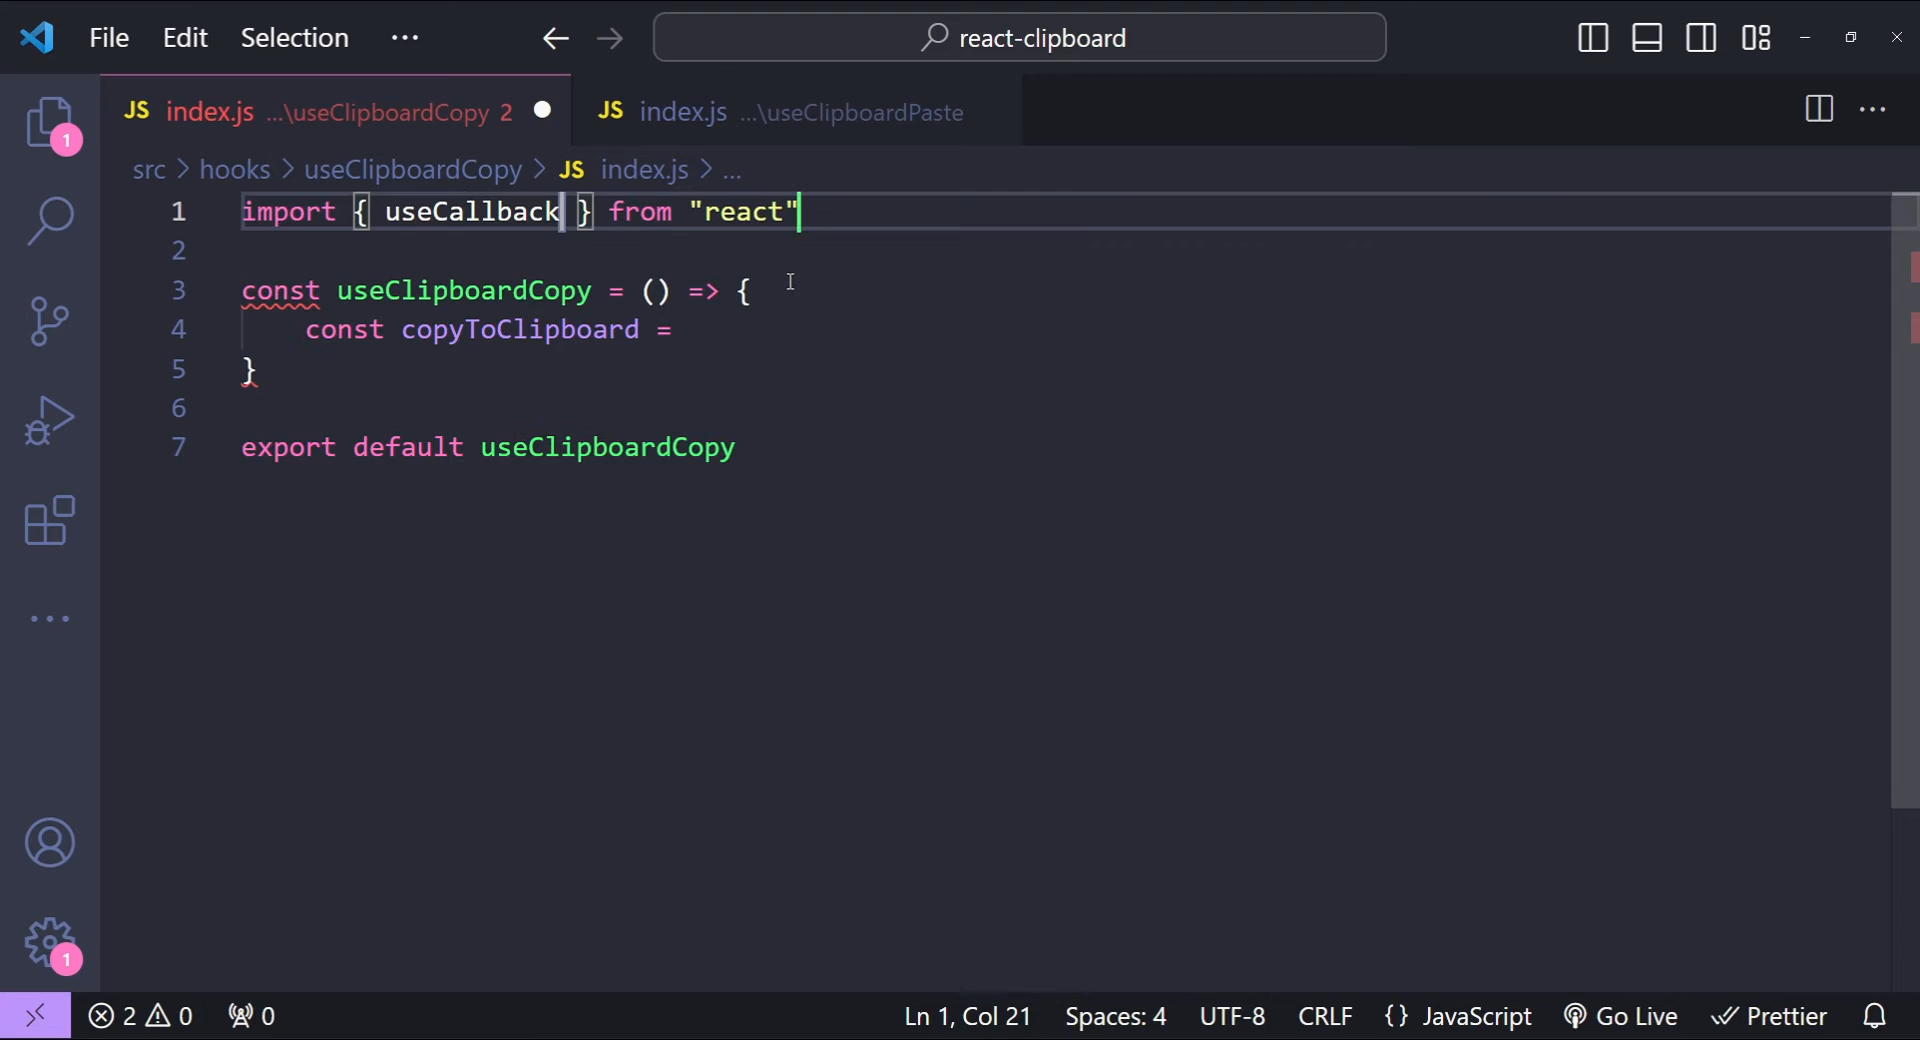 File Edit Selection ··· react-clipboard
JS index.js ...\useClipboardCopy 2 JS index.js ...\useClipboardPaste
src > hooks > useClipboardCopy > JS index.js > ...
1 import { useCallback } from "react"
2
3 const useClipboardCopy = () => {
4     const copyToClipboard =
5 }
6
7 export default useClipboardCopy
1
1
2 0 0 Ln 1, Col 21 Spaces: 4 UTF-8 CRLF {} JavaScript Go Live Prettier